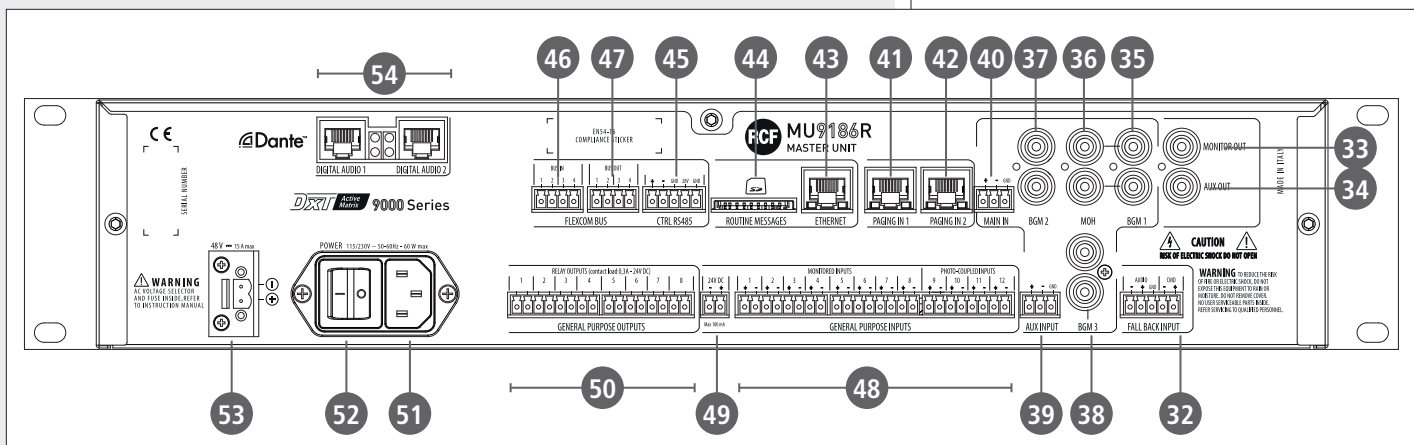 54
46 47 45 44 43 41 42 40 37 36 35
CE
SERIAL NUMBER
Dante™
DIGITAL AUDIO 1 DIGITAL AUDIO 2
DXT Active Matrix 9000 Series
EN54-16
COMPLIANCE STICKER
RCF MU9186R
MASTER UNIT
BUS IN BUS OUT
1 2 3 4 1 2 3 4 + - GND 28V GND
FLEXCOM BUS CTRL RS485
SD
ROUTINE MESSAGES ETHERNET
PAGING IN 1 PAGING IN 2
+ - GND
MAIN IN
BGM 2 MOH BGM 1
MONITOR OUT
AUX OUT
MADE IN ITALY
33
34
CAUTION
RISK OF ELECTRIC SHOCK DO NOT OPEN
WARNING TO REDUCE THE RISK
OF FIRE OR ELECTRIC SHOCK, DO NOT
EXPOSE THIS EQUIPMENT TO RAIN OR
MOISTURE. DO NOT REMOVE COVER.
NO USER SERVICEABLE PARTS INSIDE.
REFER SERVICING TO QUALIFIED PERSONNEL.
WARNING
AC VOLTAGE SELECTOR
AND FUSE INSIDE, REFER
TO INSTRUCTION MANUAL
48 V 15 A max
POWER 115/230V – 50÷60Hz - 60 W max
RELAY OUTPUTS (contact load 0,3A - 24V DC)
1 2 3 4 5 6 7 8
GENERAL PURPOSE OUTPUTS
24V DC
- +
Max 100 mA
MONITORED INPUTS PHOTO-COUPLED INPUTS
1 2 3 4 5 6 7 8 9 10 11 12
GENERAL PURPOSE INPUTS
+ - GND
AUX INPUT
BGM 3
AUDIO CMD
- + GND - +
FALL BACK INPUT
50 48
53 52 51 49 39 38 32